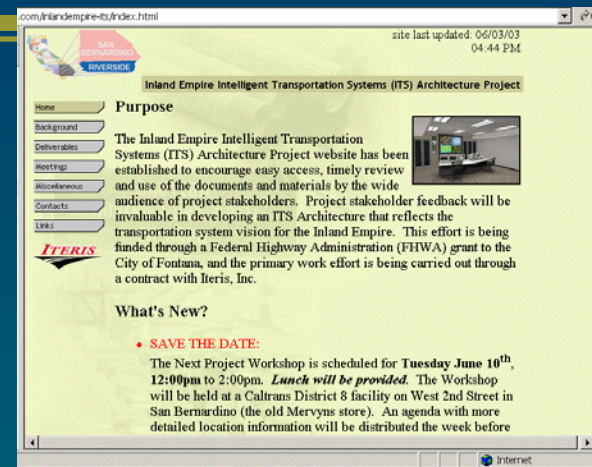 .com/inlandempire-its/index.html
site last updated: 06/03/03
04:44 PM
SAN
BERNARDINO
RIVERSIDE
Inland Empire Intelligent Transportation Systems (ITS) Architecture Project
Home
Background
Deliverables
Meetings
Miscellaneous
Contacts
Links
ITERIS
Purpose
The Inland Empire Intelligent Transportation
Systems (ITS) Architecture Project website has been
established to encourage easy access, timely review
and use of the documents and materials by the wide
audience of project stakeholders. Project stakeholder feedback will be
invaluable in developing an ITS Architecture that reflects the
transportation system vision for the Inland Empire. This effort is being
funded through a Federal Highway Administration (FHWA) grant to the
City of Fontana, and the primary work effort is being carried out through
a contract with Iteris, Inc.
What's New?
• SAVE THE DATE:
The Next Project Workshop is scheduled for Tuesday June 10th,
12:00pm to 2:00pm. Lunch will be provided. The Workshop
will be held at a Caltrans District 8 facility on West 2nd Street in
San Bernardino (the old Mervyns store). An agenda with more
detailed location information will be distributed the week before
Internet